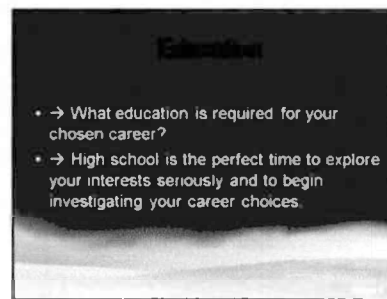 Education
• → What education is required for your
chosen career?
• → High school is the perfect time to explore
your interests seriously and to begin
investigating your career choices.